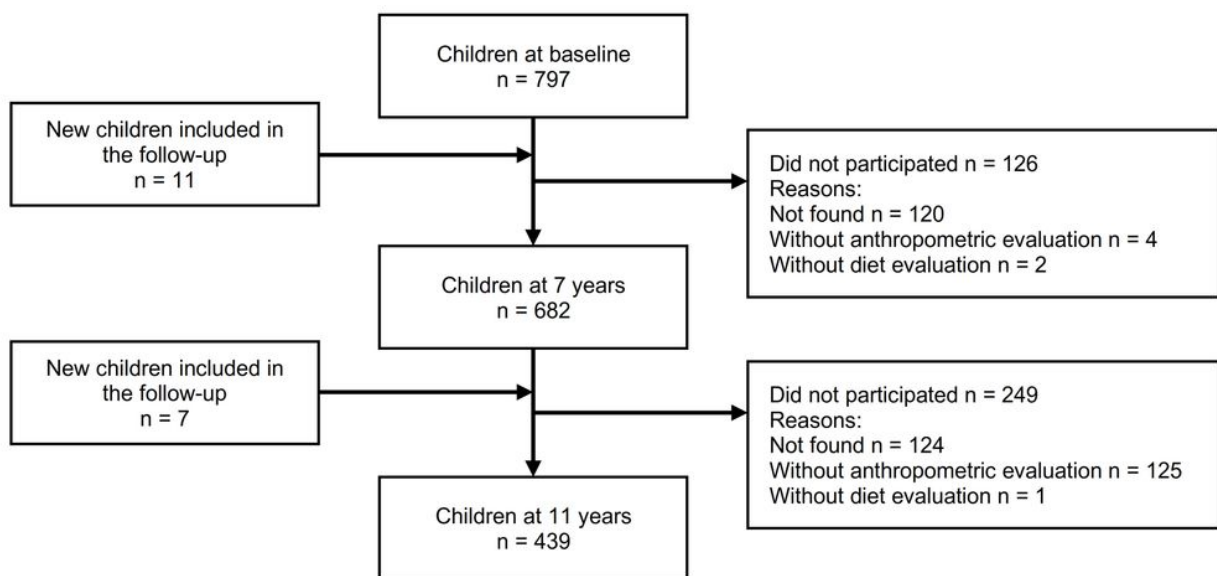 Children at baseline
n = 797
New children included in
the follow-up
n = 11
Did not participated n = 126
Reasons:
Not found n = 120
Without anthropometric evaluation n = 4
Without diet evaluation n = 2
Children at 7 years
n = 682
New children included in
the follow-up
n = 7
Did not participated n = 249
Reasons:
Not found n = 124
Without anthropometric evaluation n = 125
Without diet evaluation n = 1
Children at 11 years
n = 439